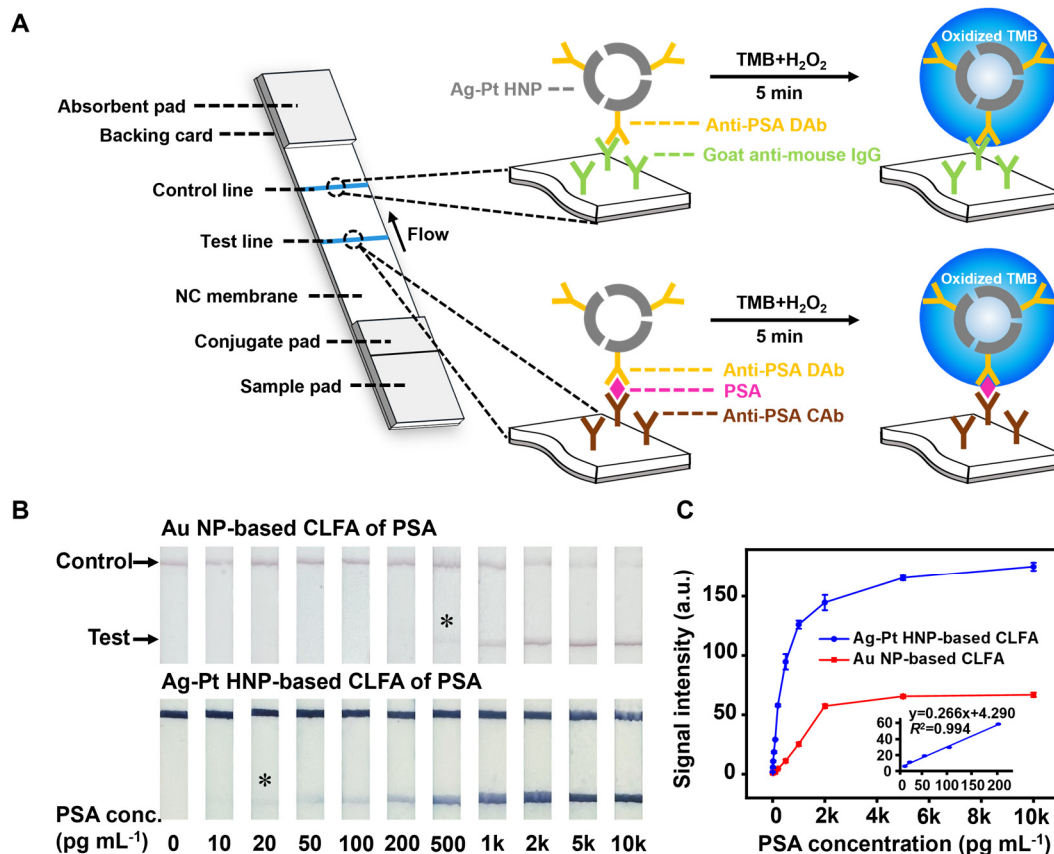 A
Absorbent pad
Backing card
Control line
Test line
NC membrane
Conjugate pad
Sample pad
Flow
Ag-Pt HNP
TMB+H₂O₂
5 min
Anti-PSA DAb
Goat anti-mouse IgG
Oxidized TMB
TMB+H₂O₂
5 min
Anti-PSA DAb
PSA
Anti-PSA CAb
Oxidized TMB
B
Au NP-based CLFA of PSA
Control
Test
*
Ag-Pt HNP-based CLFA of PSA
*
PSA conc.
(pg mL⁻¹) 0 10 20 50 100 200 500 1k 2k 5k 10k
C
Signal intensity (a.u.)
150
100
50
0
Ag-Pt HNP-based CLFA
Au NP-based CLFA
y=0.266x+4.290
R²=0.994
60
40
20
0
0 50 100 150 200
0 2k 4k 6k 8k 10k
PSA concentration (pg mL⁻¹)